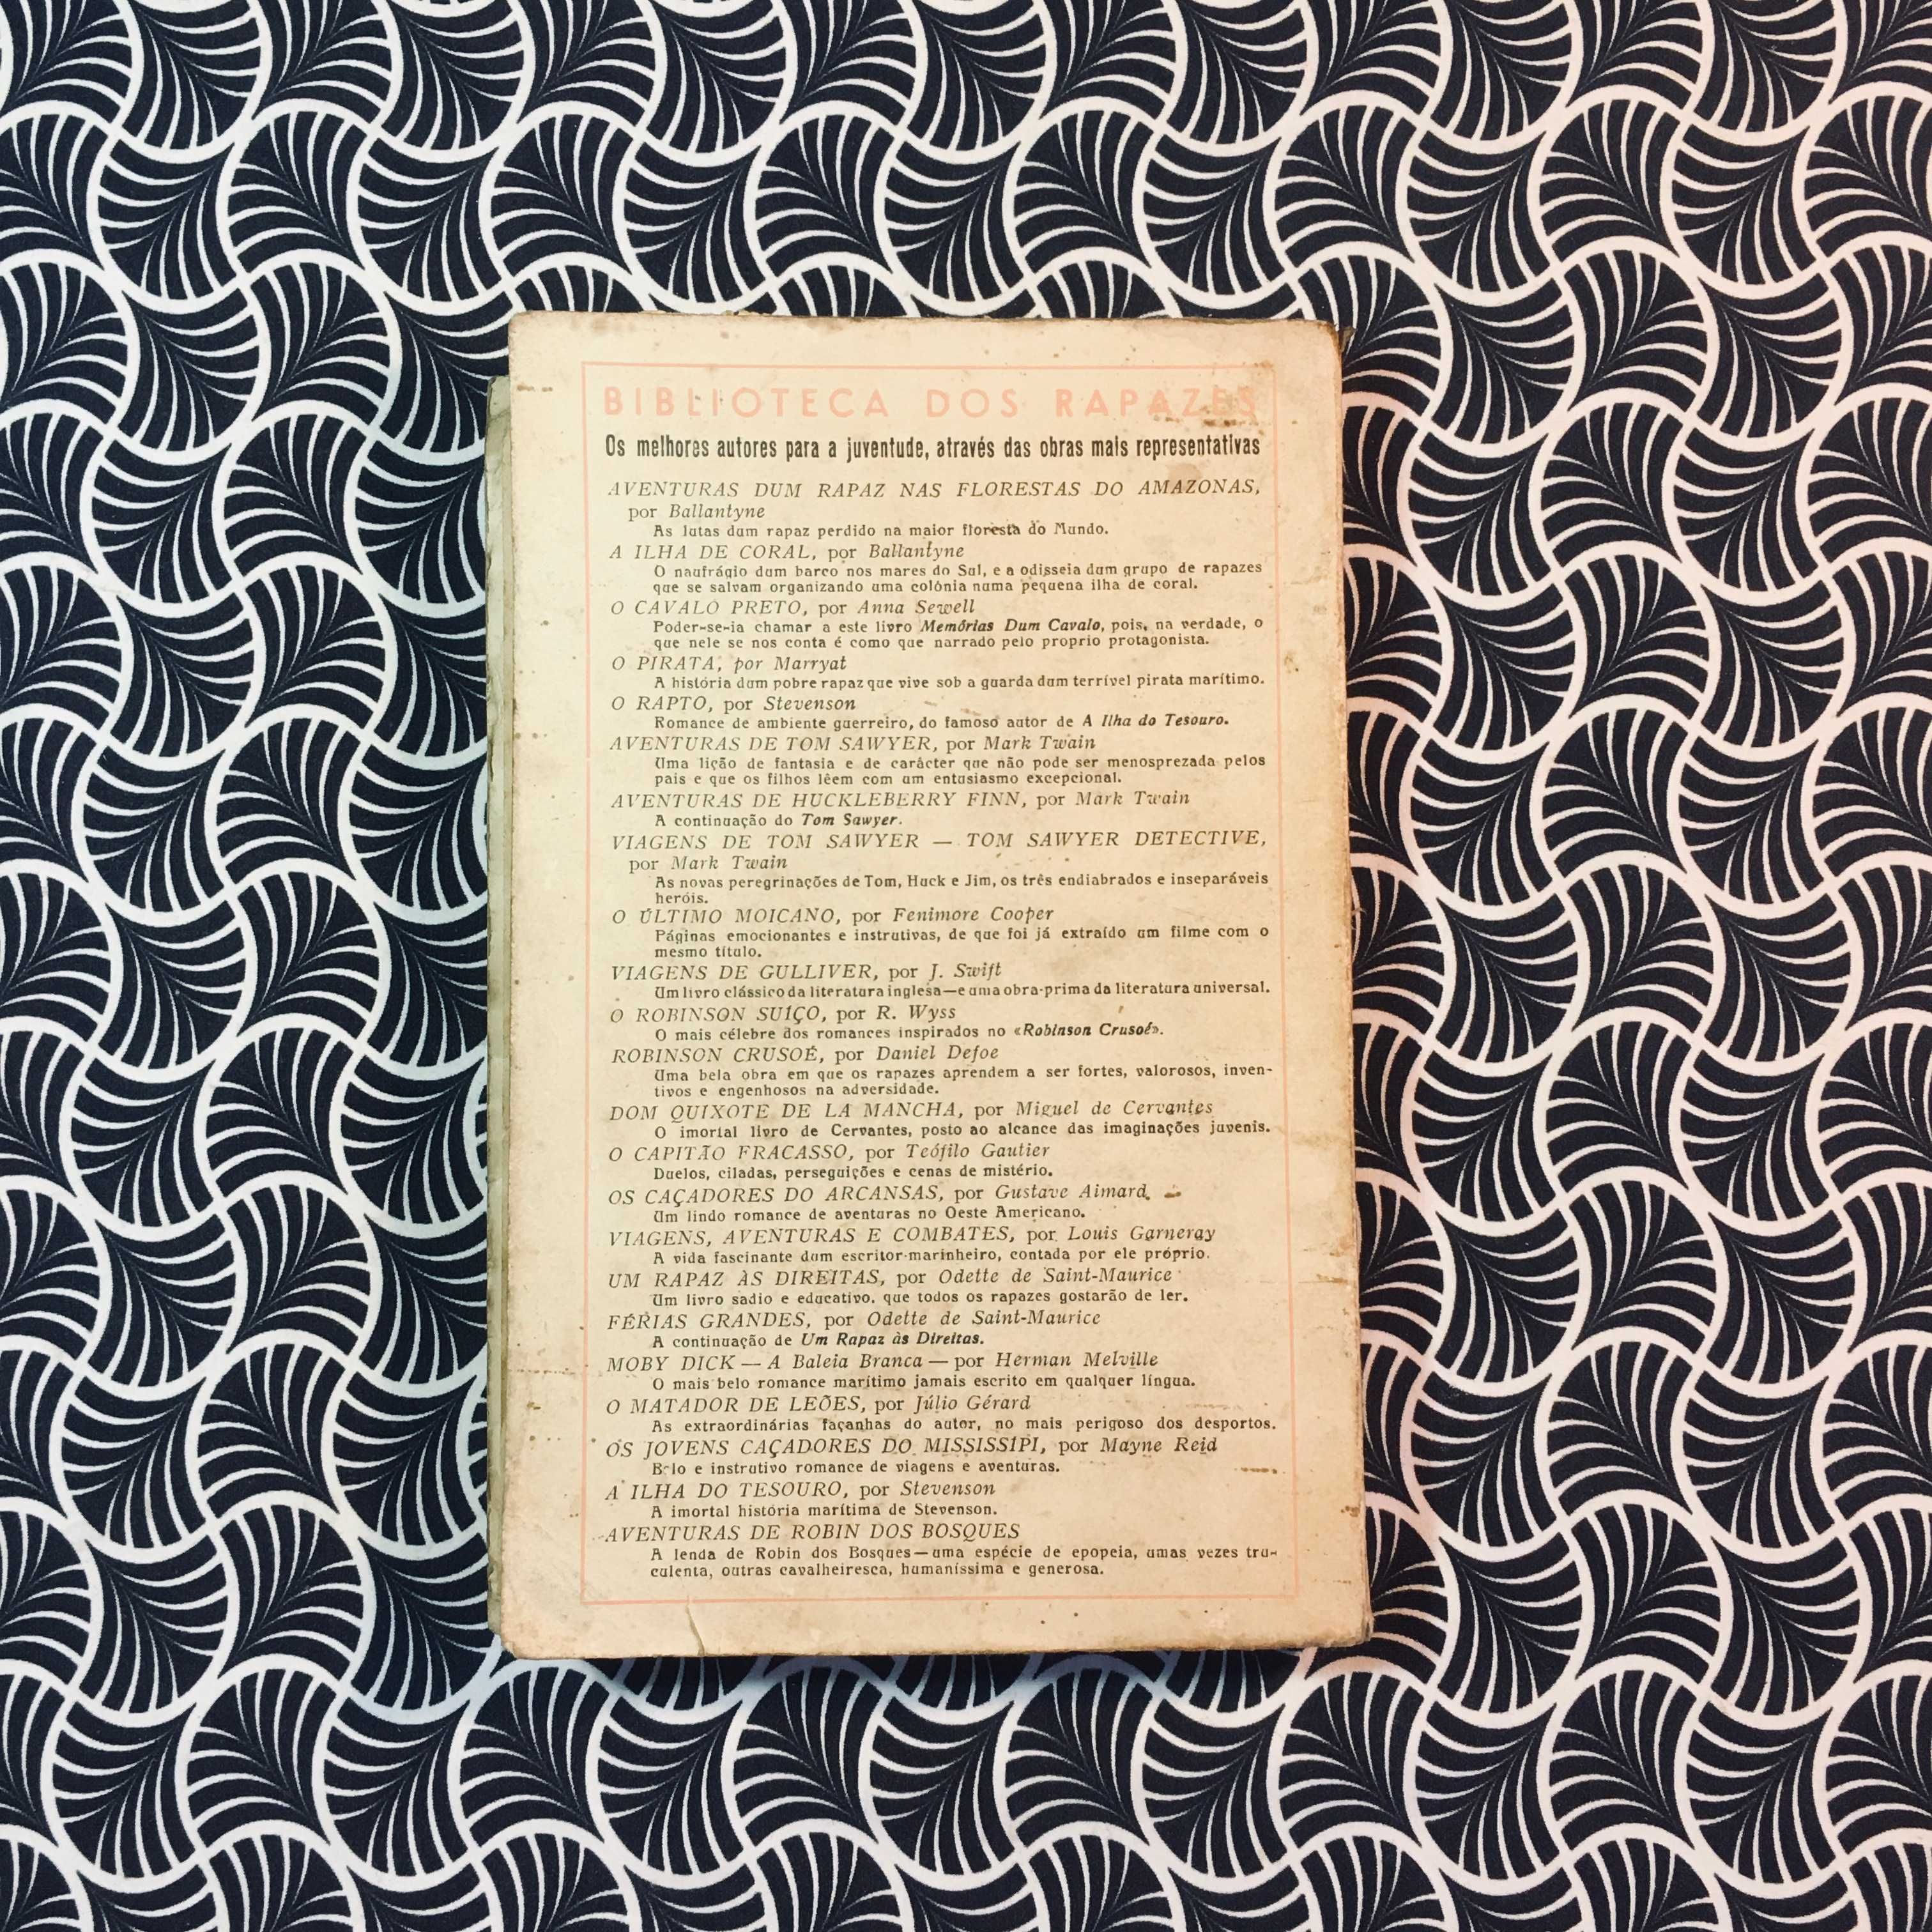 BIBLIOTECA DOS RAPAZES
Os melhores autores para a juventude, através das obras mais representativas
AVENTURAS DUM RAPAZ NAS FLORESTAS DO AMAZONAS,
por Ballantyne
As lutas dum rapaz perdido na maior floresta do Mundo.
A ILHA DE CORAL, por Ballantyne
O naufrágio dum barco nos mares do Sul, e a odisseia dum grupo de rapazes
que se salvam organizando uma colónia numa pequena ilha de coral.
O CAVALO PRETO, por Anna Sewell
Poder-se-ia chamar a este livro Memórias Dum Cavalo, pois, na verdade, o
que nele se nos conta é como que narrado pelo proprio protagonista.
O PIRATA, por Marryat
A história dum pobre rapaz que vive sob a guarda dum terrível pirata marítimo.
O RAPTO, por Stevenson
Romance de ambiente guerreiro, do famoso autor de A Ilha do Tesouro.
AVENTURAS DE TOM SAWYER, por Mark Twain
Uma lição de fantasia e de carácter que não pode ser menosprezada pelos
pais e que os filhos lêem com um entusiasmo excepcional.
AVENTURAS DE HUCKLEBERRY FINN, por Mark Twain
A continuação do Tom Sawyer.
VIAGENS DE TOM SAWYER — TOM SAWYER DETECTIVE,
por Mark Twain
As novas peregrinações de Tom, Huck e Jim, os três endiabrados e inseparáveis
heróis.
O ÚLTIMO MOICANO, por Fenimore Cooper
Páginas emocionantes e instrutivas, de que foi já extraído um filme com o
mesmo título.
VIAGENS DE GULLIVER, por J. Swift
Um livro clássico da literatura inglesa—e uma obra-prima da literatura universal.
O ROBINSON SUÍÇO, por R. Wyss
O mais célebre dos romances inspirados no «Robinson Crusoé».
ROBINSON CRUSOÉ, por Daniel Defoe
Uma bela obra em que os rapazes aprendem a ser fortes, valorosos, inven-
tivos e engenhosos na adversidade.
DOM QUIXOTE DE LA MANCHA, por Miguel de Cervantes
O imortal livro de Cervantes, posto ao alcance das imaginações juvenis.
O CAPITÃO FRACASSO, por Teófilo Gautier
Duelos, ciladas, perseguições e cenas de mistério.
OS CAÇADORES DO ARCANSAS, por Gustave Aimard
Um lindo romance de aventuras no Oeste Americano.
VIAGENS, AVENTURAS E COMBATES, por Louis Garneray
A vida fascinante dum escritor-marinheiro, contada por ele próprio.
UM RAPAZ ÀS DIREITAS, por Odette de Saint-Maurice
Um livro sadio e educativo, que todos os rapazes gostarão de ler.
FÉRIAS GRANDES, por Odette de Saint-Maurice
A continuação de Um Rapaz às Direitas.
MOBY DICK — A Baleia Branca — por Herman Melville
O mais belo romance marítimo jamais escrito em qualquer língua.
O MATADOR DE LEÕES, por Júlio Gérard
As extraordinárias façanhas do autor, no mais perigoso dos desportos.
OS JOVENS CAÇADORES DO MISSISSÍPI, por Mayne Reid
Belo e instrutivo romance de viagens e aventuras.
A ILHA DO TESOURO, por Stevenson
A imortal história marítima de Stevenson.
AVENTURAS DE ROBIN DOS BOSQUES
A lenda de Robin dos Bosques—uma espécie de epopeia, umas vezes tru-
culenta, outras cavalheiresca, humaníssima e generosa.